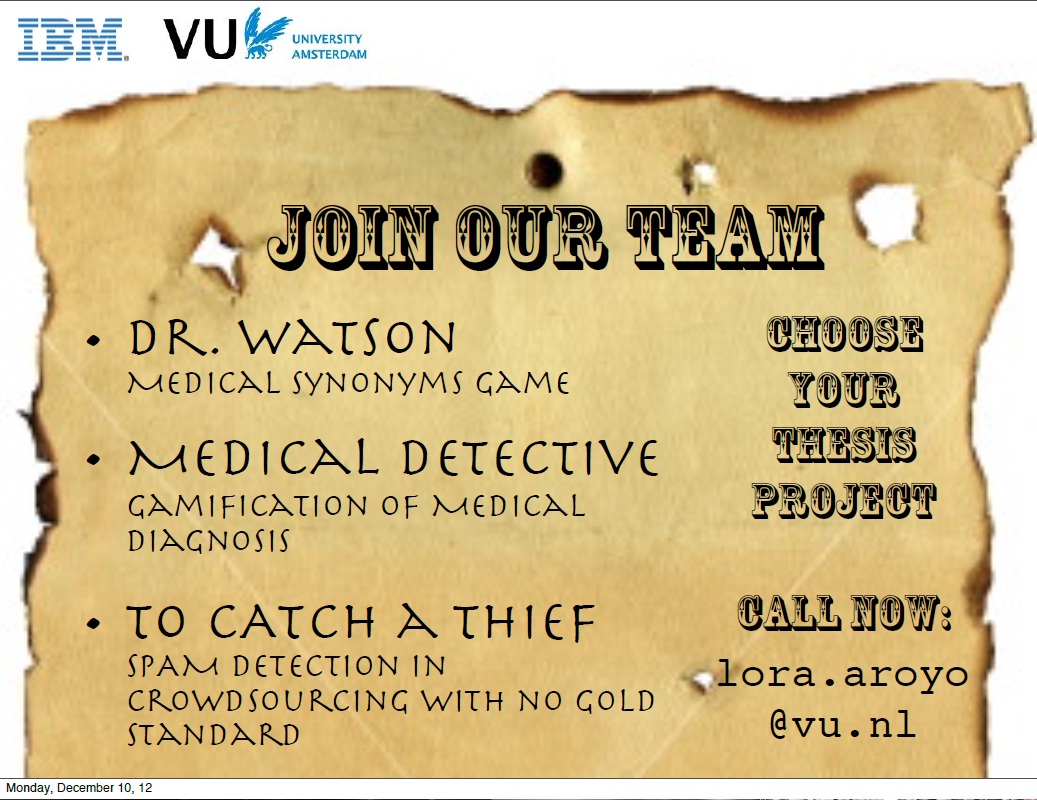 IBM
VU UNIVERSITY
AMSTERDAM
JOIN OUR TEAM
• DR. WATSON
MEDICAL SYNONYMS GAME
• MEDICAL DETECTIVE
GAMIFICATION OF MEDICAL
DIAGNOSIS
• TO CATCH A THIEF
SPAM DETECTION IN
CROWDSOURCING WITH NO GOLD
STANDARD
CHOOSE
YOUR
THESIS
PROJECT
CALL NOW:
lora.aroyo
@vu.nl
Monday, December 10, 12